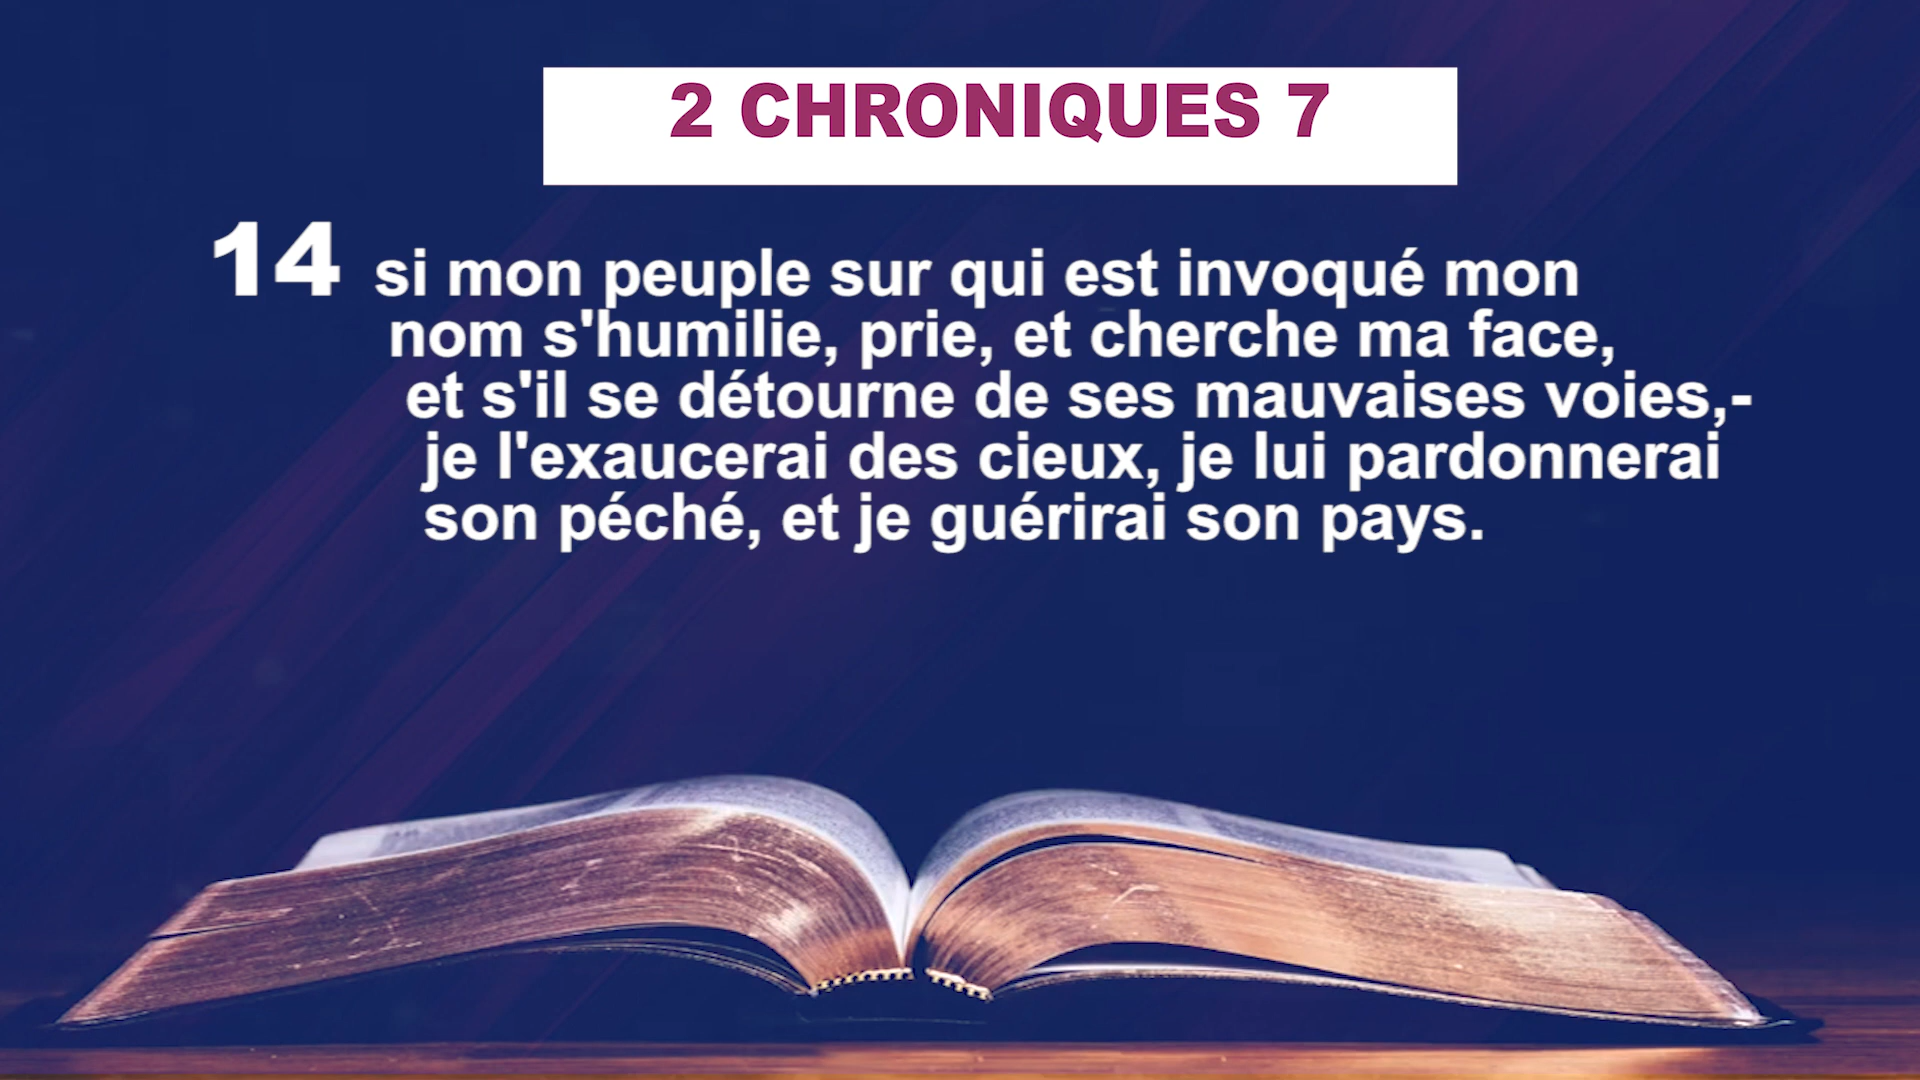 2 CHRONIQUES 7
14 si mon peuple sur qui est invoqué mon
nom s'humilie, prie, et cherche ma face,
et s'il se détourne de ses mauvaises voies,-
je l'exaucerai des cieux, je lui pardonnerai
son péché, et je guérirai son pays.